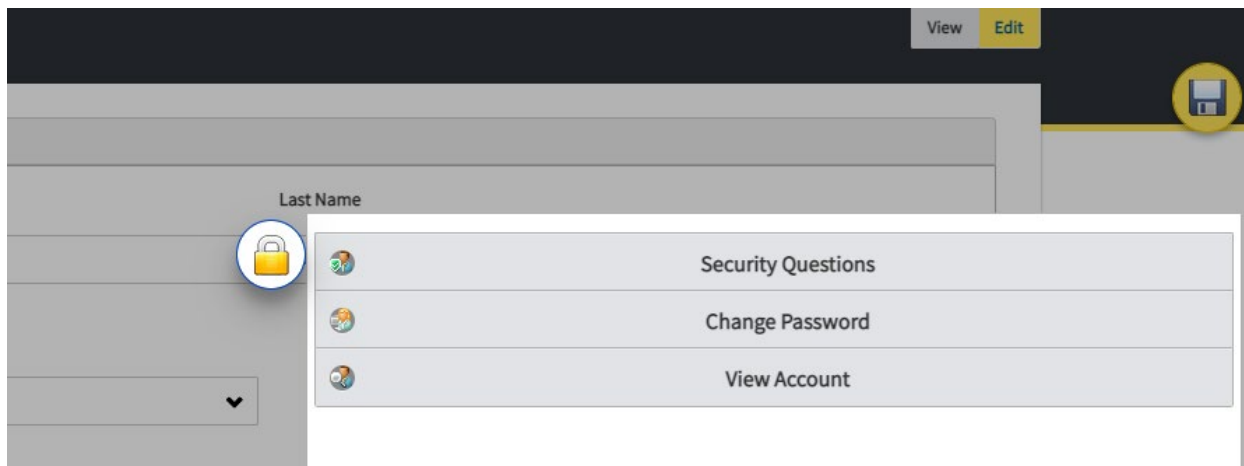 View Edit
Last Name
Security Questions
Change Password
View Account